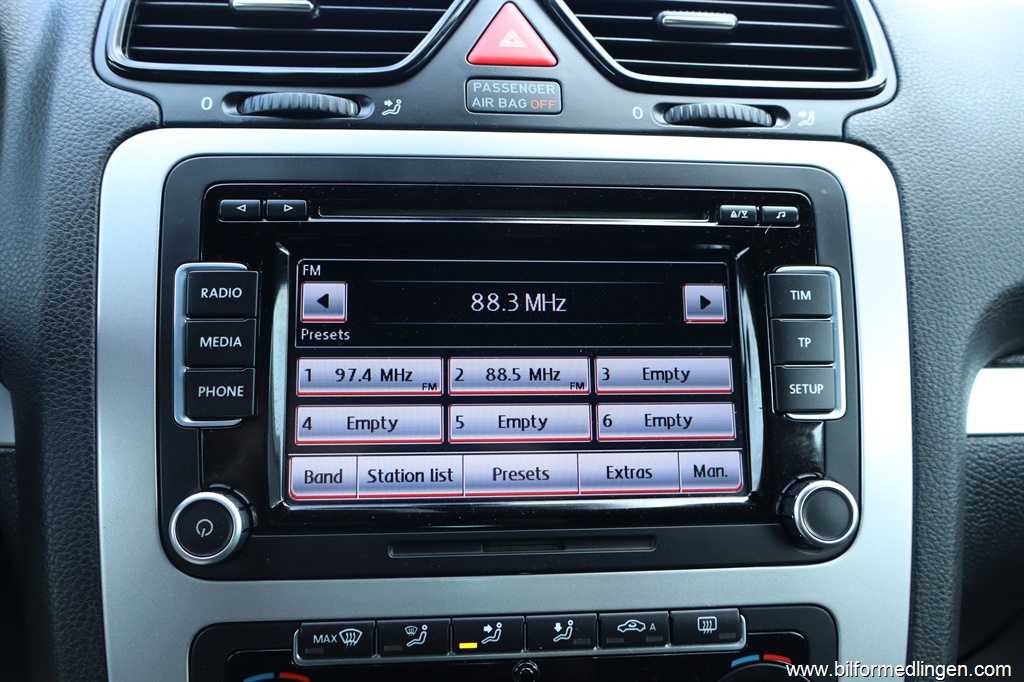 PASSENGER
AIR BAG OFF
0
0
FM
88.3 MHz
Presets
RADIO
MEDIA
PHONE
TIM
TP
SETUP
1 97.4 MHz FM
2 88.5 MHz FM
3 Empty
4 Empty
5 Empty
6 Empty
Band Station list Presets Extras Man.
MAX
A
www.bilformedlingen.com